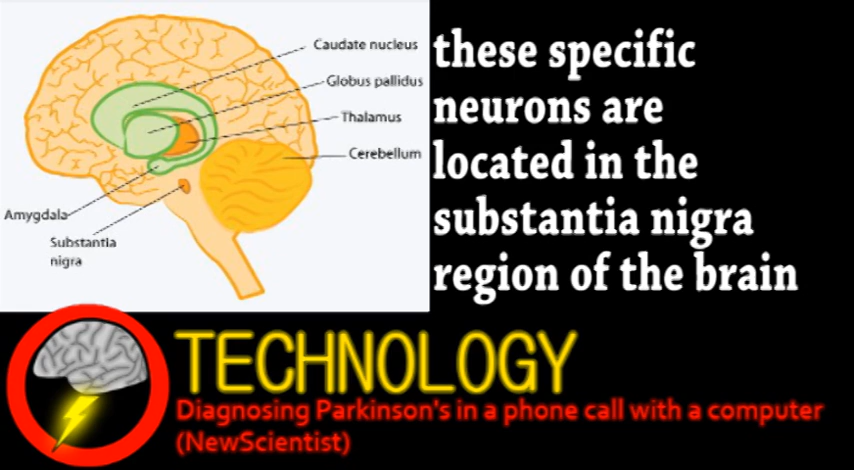 Caudate nucleus
Globus pallidus
Thalamus
Cerebellum
Amygdala
Substantia
nigra
these specific
neurons are
located in the
substantia nigra
region of the brain
TECHNOLOGY
Diagnosing Parkinson's in a phone call with a computer
(NewScientist)